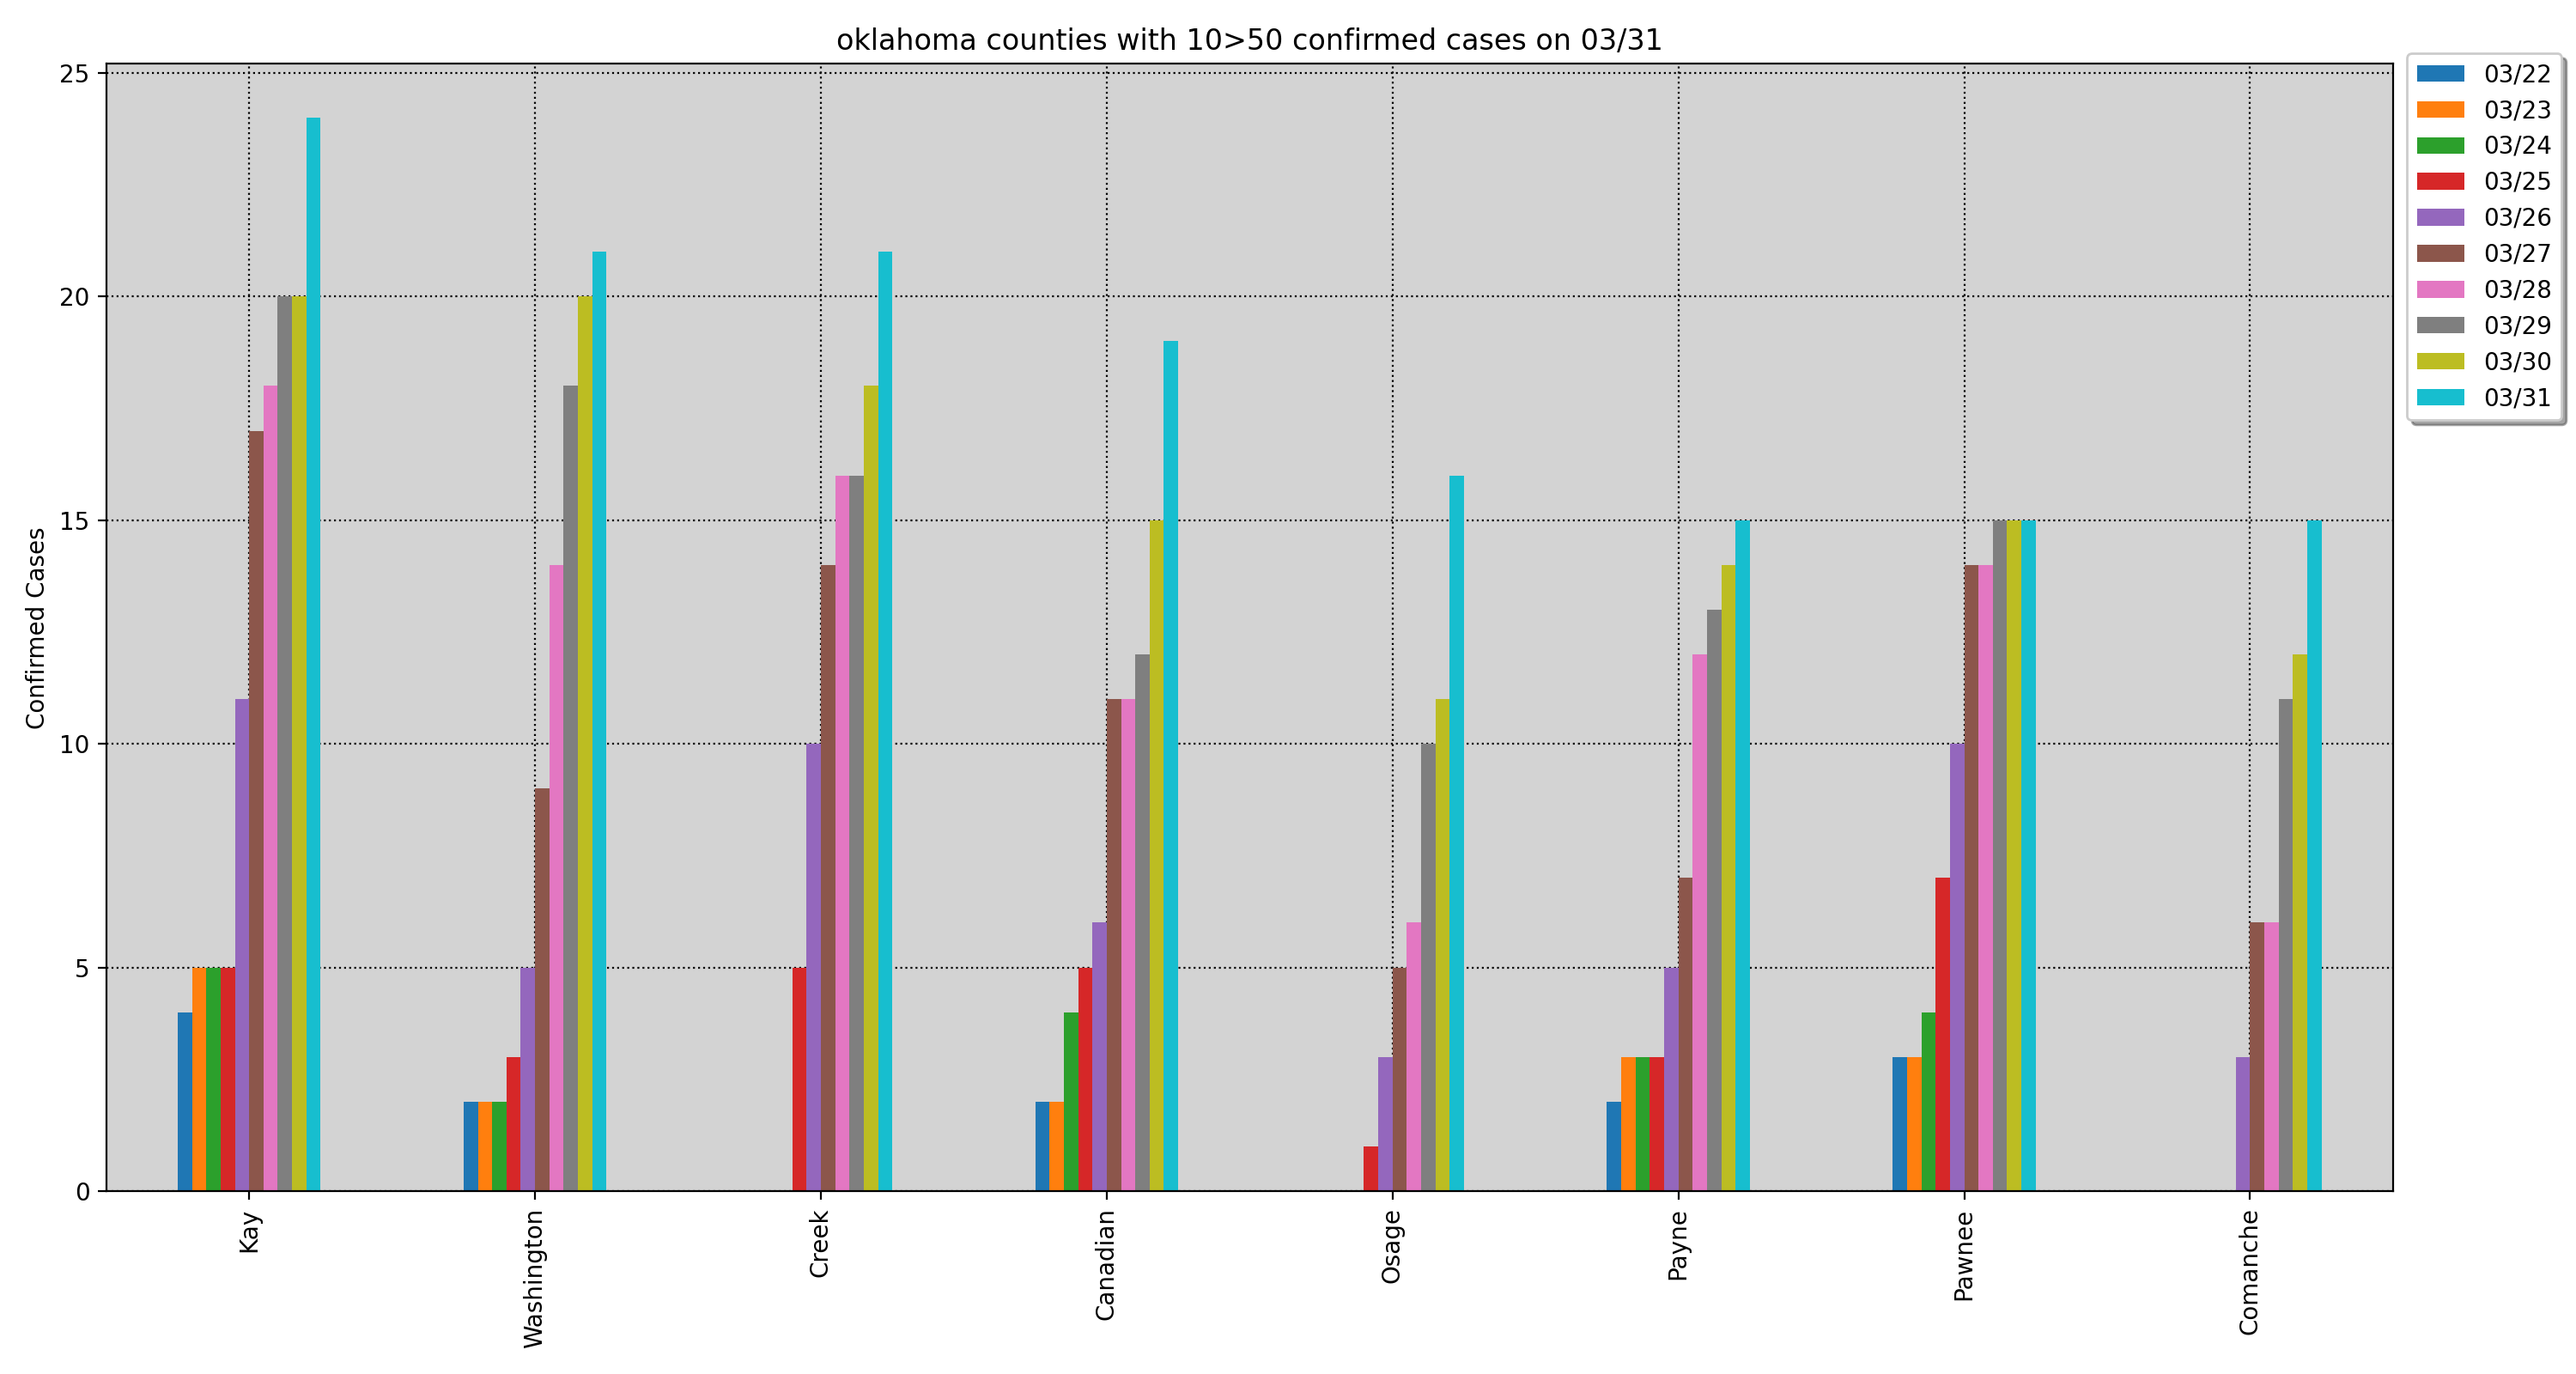 oklahoma counties with 10>50 confirmed cases on 03/31
Confirmed Cases
25
20
15
10
5
0
Kay
Washington
Creek
Canadian
Osage
Payne
Pawnee
Comanche
03/22
03/23
03/24
03/25
03/26
03/27
03/28
03/29
03/30
03/31